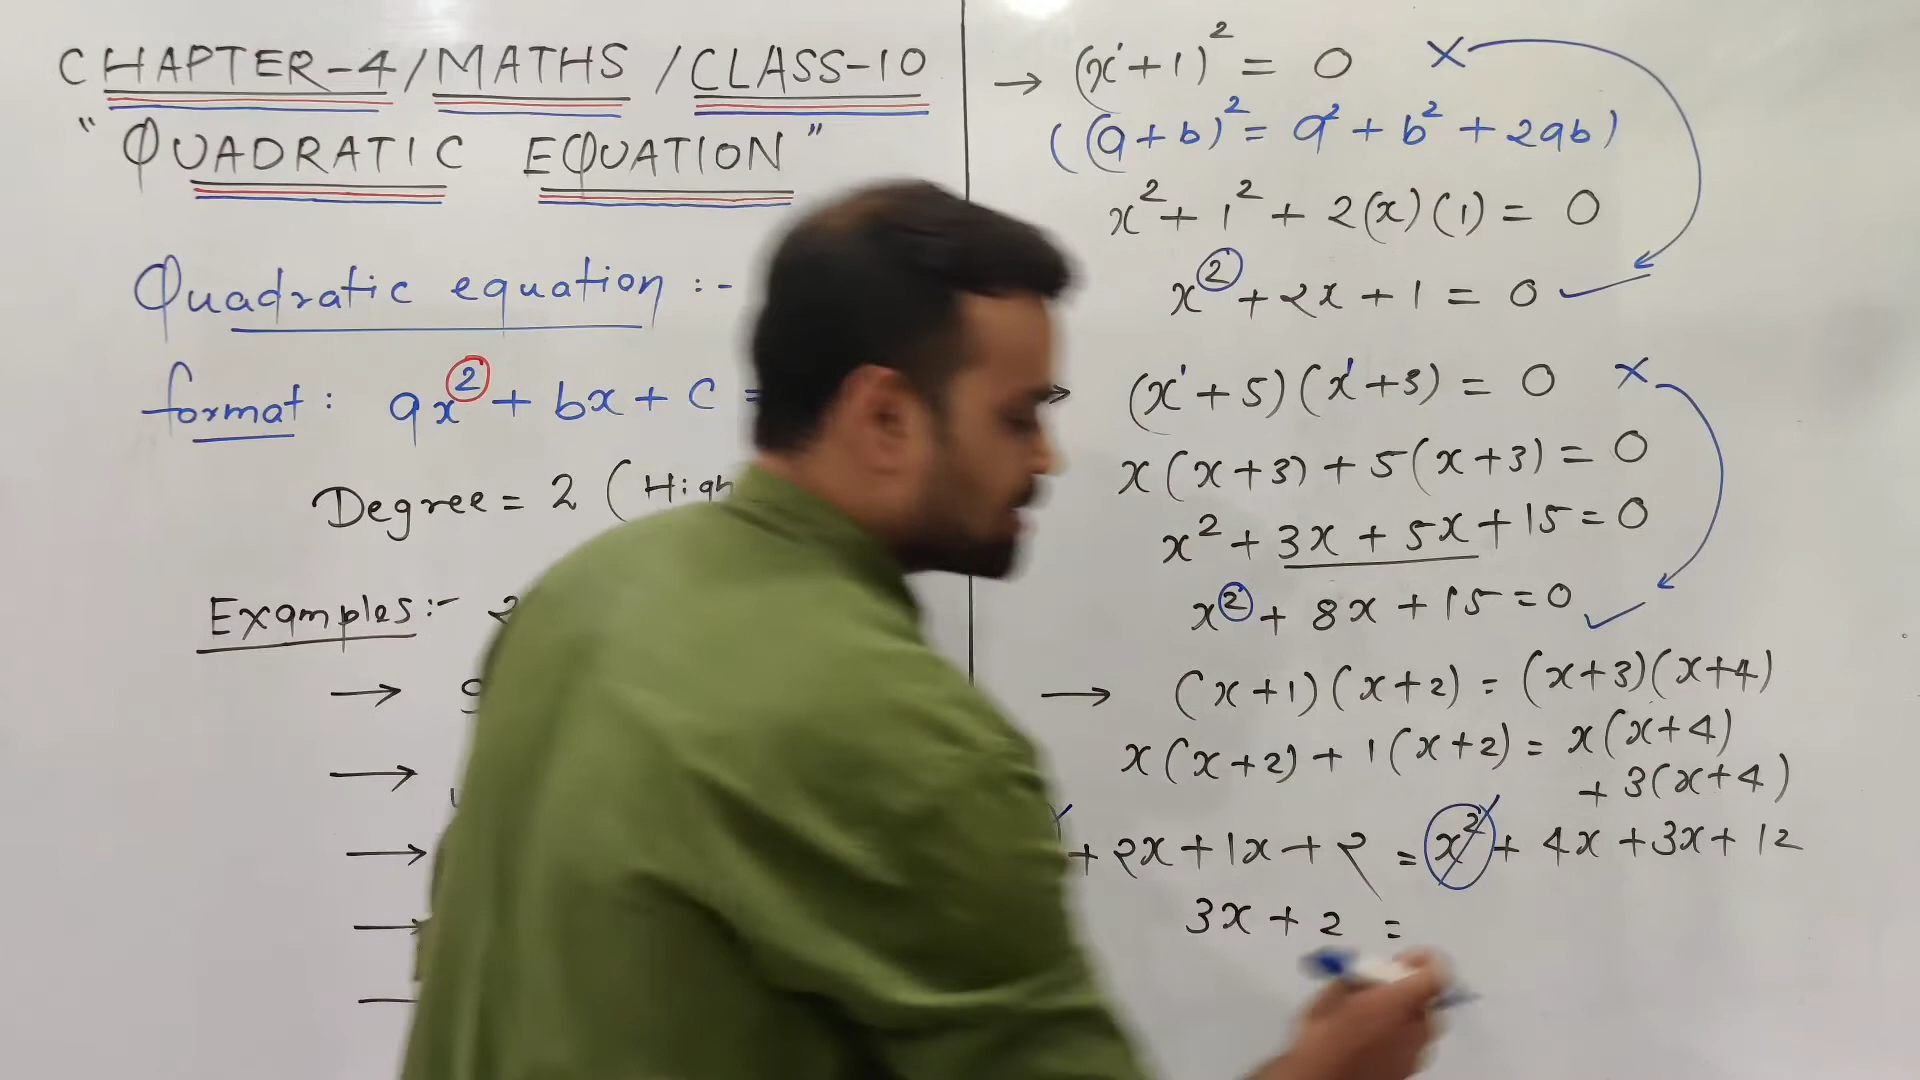 CHAPTER-4/MATHS/CLASS-10
"QUADRATIC EQUATION"
Quadratic equation :-
format : ax² + bx + c =
Degree = 2 (High
Examples :- 2
→ 9
→
→
→
→ (x+1)² = 0 ×
((a+b)² = a² + b² + 2ab)
x² + 1² + 2(x)(1) = 0
x² + 2x + 1 = 0 ✓
→ (x+5)(x+3) = 0 ×
x(x+3) + 5(x+3) = 0
x² + 3x + 5x + 15 = 0
x² + 8x + 15 = 0 ✓
→ (x+1)(x+2) = (x+3)(x+4)
x(x+2) + 1(x+2) = x(x+4)
+ 3(x+4)
+ 2x + 1x + 2 = x² + 4x + 3x + 12
3x + 2 =